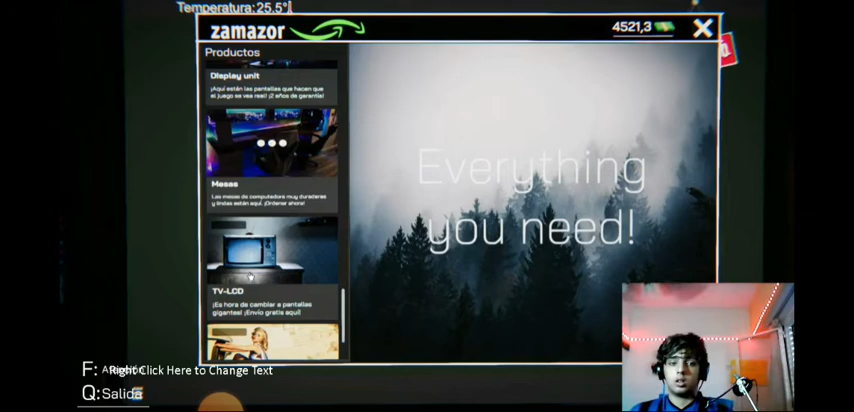 Temperatura: 25.5°
zamazor
4521,3
Productos
Display unit
¡Aquí están las pantallas que hacen que
el juego se vea real! ¡2 años de garantía!
Mesas
Las mesas de computadora muy duraderas
y lindas están aquí. ¡Ordenar ahora!
TV-LCD
¡Es hora de cambiar a pantallas
gigantes! ¡Envío gratis aquí!
Everything
you need!
F:
Right Click Here to Change Text
Q: Salida